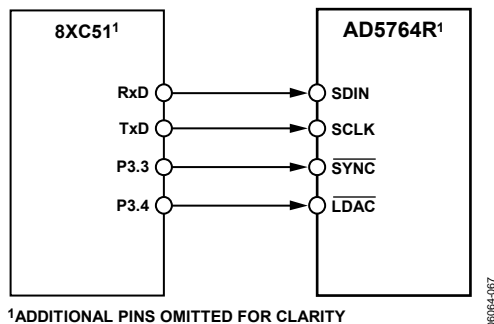 8XC51¹
AD5764R¹
RxD
SDIN
TxD
SCLK
P3.3
SYNC
P3.4
LDAC
¹ADDITIONAL PINS OMITTED FOR CLARITY
06064-067